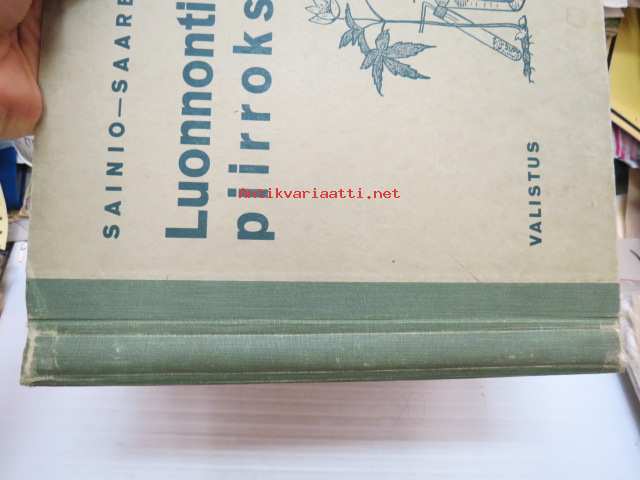 SAINIO—SAARE
Luonnonti
piirroks
VALISTUS
Antikvariaatti.net